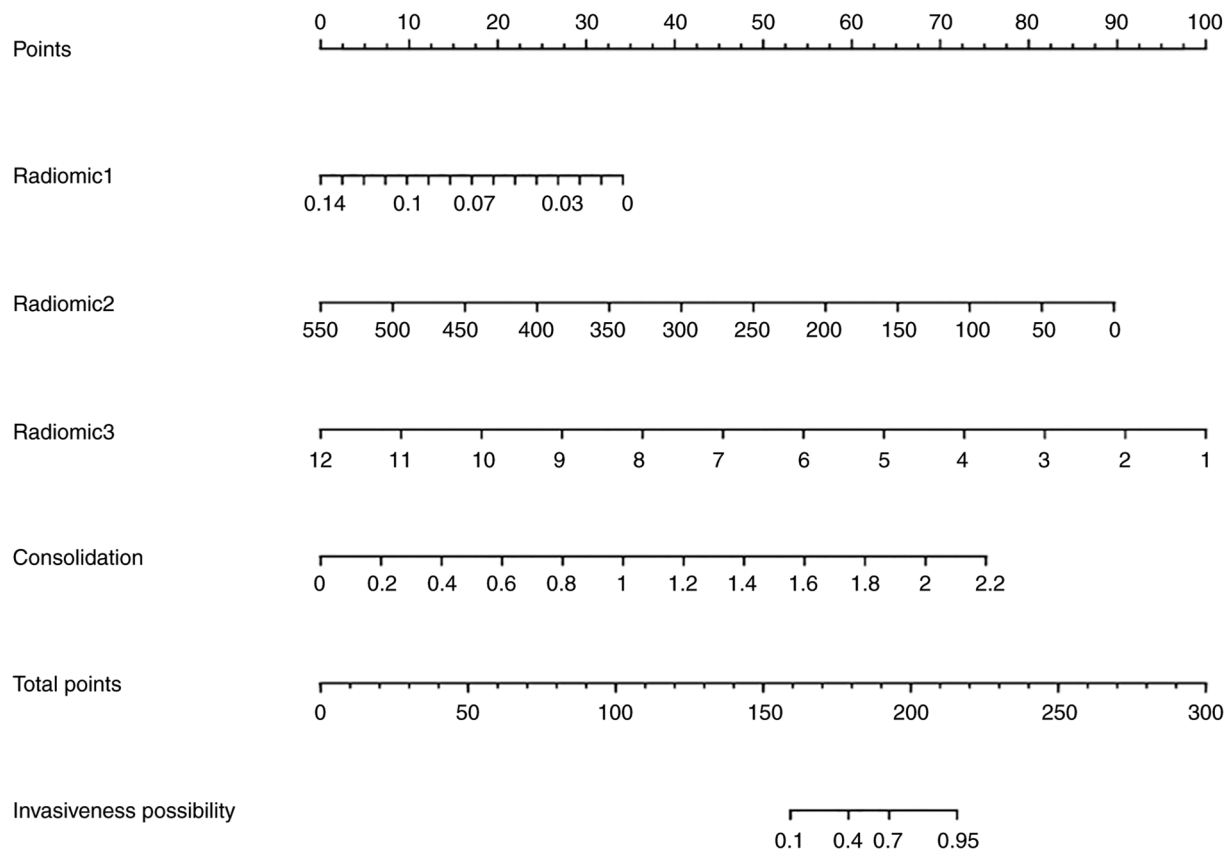 0 10 20 30 40 50 60 70 80 90 100
Points
Radiomic1
0.14 0.1 0.07 0.03 0
Radiomic2
550 500 450 400 350 300 250 200 150 100 50 0
Radiomic3
12 11 10 9 8 7 6 5 4 3 2 1
Consolidation
0 0.2 0.4 0.6 0.8 1 1.2 1.4 1.6 1.8 2 2.2
Total points
0 50 100 150 200 250 300
Invasiveness possibility
0.1 0.4 0.7 0.95